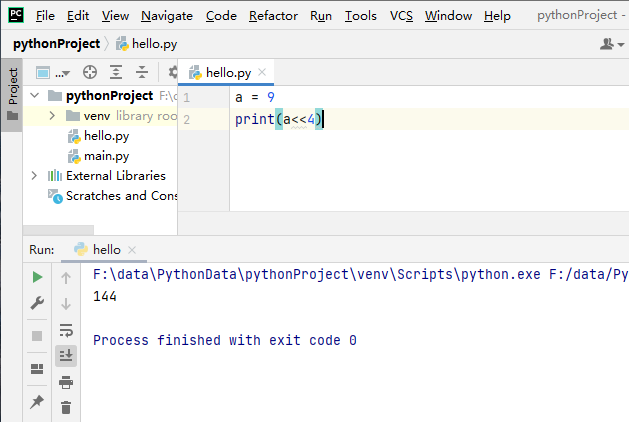 PC File Edit View Navigate Code Refactor Run Tools VCS Window Help pythonProject -
pythonProject hello.py
Project
... hello.py
pythonProject F:\d
venv library roo
hello.py
main.py
External Libraries
Scratches and Cons
1 a = 9
2 print(a<<4)
Run: hello
F:\data\PythonData\pythonProject\venv\Scripts\python.exe F:/data/Py
144
Process finished with exit code 0